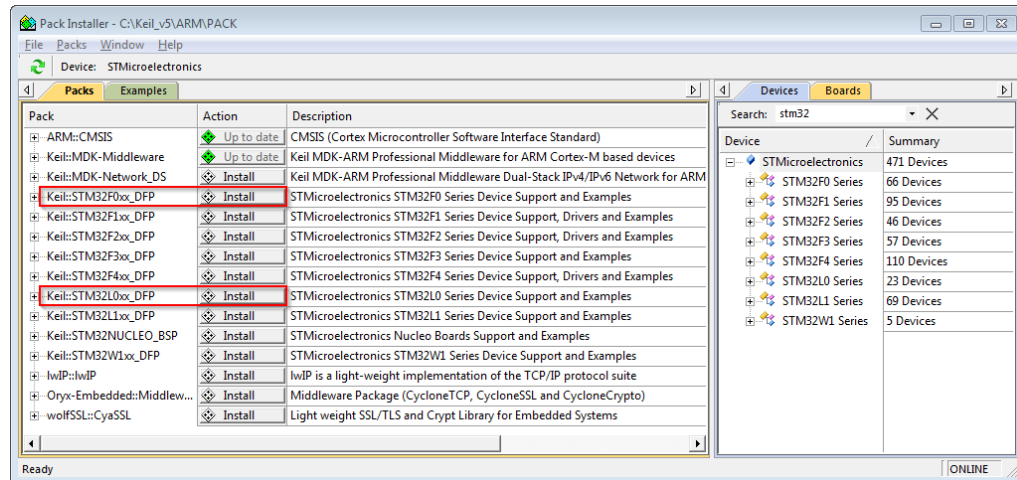 Pack Installer - C:\Keil_v5\ARM\PACK
File Packs Window Help
Device: STMicroelectronics
Packs Examples
Pack Action Description
ARM::CMSIS Up to date CMSIS (Cortex Microcontroller Software Interface Standard)
Keil::MDK-Middleware Up to date Keil MDK-ARM Professional Middleware for ARM Cortex-M based devices
Keil::MDK-Network_DS Install Keil MDK-ARM Professional Middleware Dual-Stack IPv4/IPv6 Network for ARM
Keil::STM32F0xx_DFP Install STMicroelectronics STM32F0 Series Device Support and Examples
Keil::STM32F1xx_DFP Install STMicroelectronics STM32F1 Series Device Support, Drivers and Examples
Keil::STM32F2xx_DFP Install STMicroelectronics STM32F2 Series Device Support, Drivers and Examples
Keil::STM32F3xx_DFP Install STMicroelectronics STM32F3 Series Device Support and Examples
Keil::STM32F4xx_DFP Install STMicroelectronics STM32F4 Series Device Support, Drivers and Examples
Keil::STM32L0xx_DFP Install STMicroelectronics STM32L0 Series Device Support and Examples
Keil::STM32L1xx_DFP Install STMicroelectronics STM32L1 Series Device Support and Examples
Keil::STM32NUCLEO_BSP Install STMicroelectronics Nucleo Boards Support and Examples
Keil::STM32W1xx_DFP Install STMicroelectronics STM32W1 Series Device Support and Examples
lwIP::lwIP Install lwIP is a light-weight implementation of the TCP/IP protocol suite
Oryx-Embedded::Middlew... Install Middleware Package (CycloneTCP, CycloneSSL and CycloneCrypto)
wolfSSL::CyaSSL Install Light weight SSL/TLS and Crypt Library for Embedded Systems
Devices Boards
Search: stm32
Device Summary
STMicroelectronics 471 Devices
STM32F0 Series 66 Devices
STM32F1 Series 95 Devices
STM32F2 Series 46 Devices
STM32F3 Series 57 Devices
STM32F4 Series 110 Devices
STM32L0 Series 23 Devices
STM32L1 Series 69 Devices
STM32W1 Series 5 Devices
Ready ONLINE